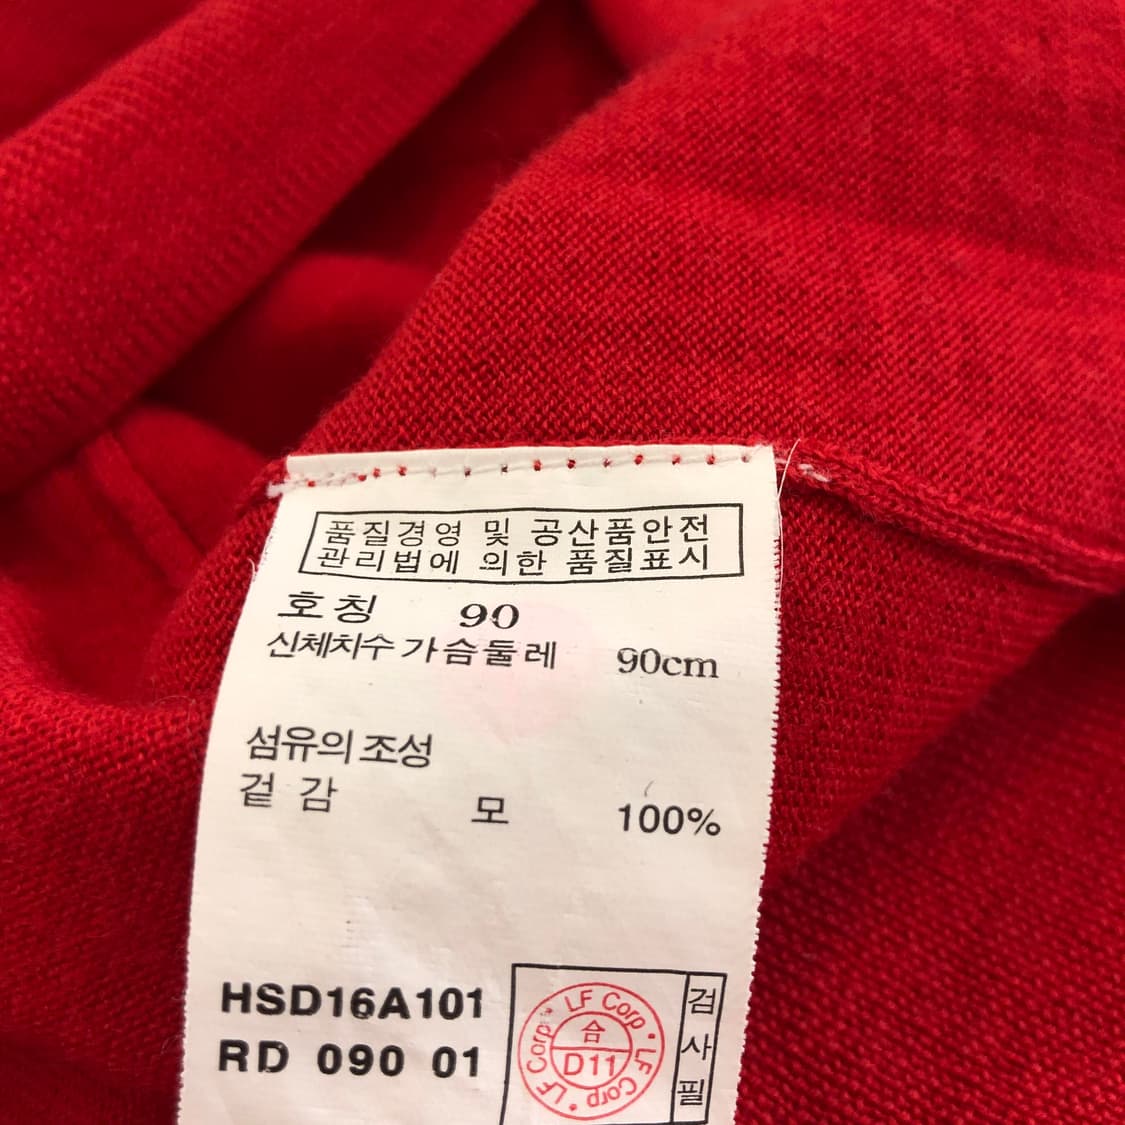 품질경영 및 공산품안전
관리법에 의한 품질표시
호칭 90
신체치수 가슴둘레 90cm
섬유의 조성
겉감 모 100%
HSD16A101
RD 090 01
LF Corp • LF Corp • LF Corp •
合
D11
검사필